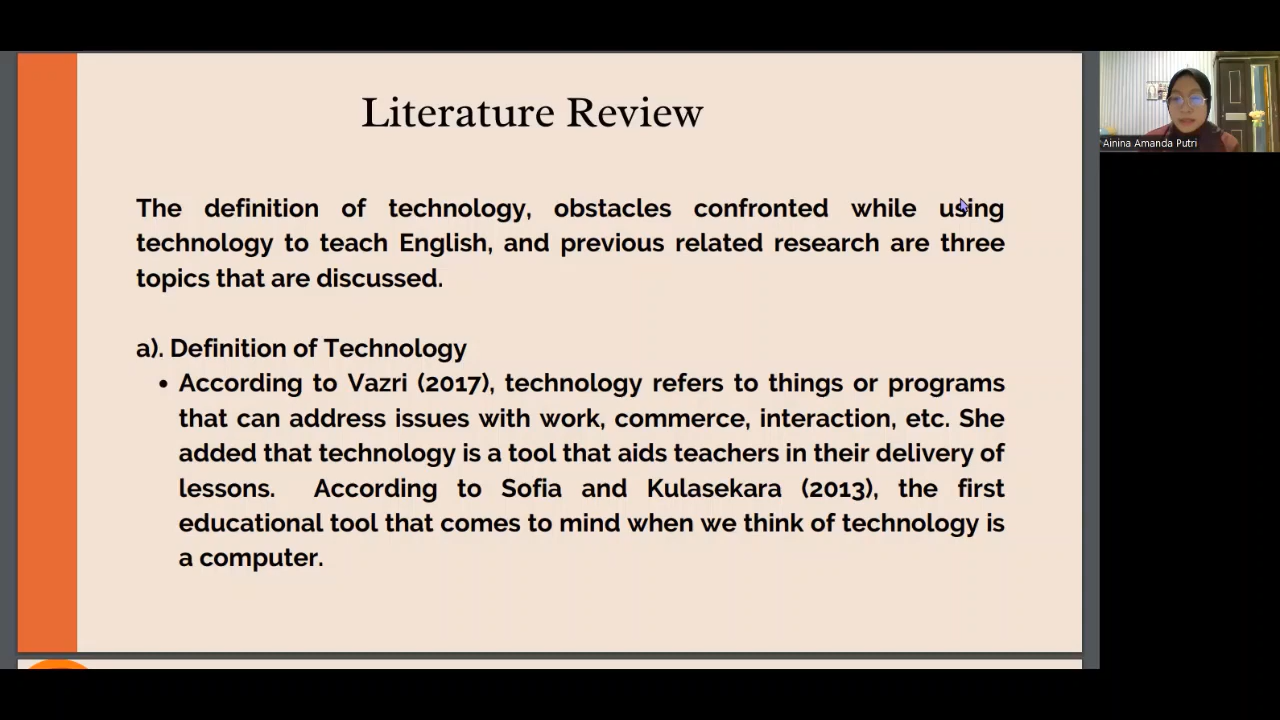 Literature Review
The definition of technology, obstacles confronted while using
technology to teach English, and previous related research are three
topics that are discussed.
a). Definition of Technology
• According to Vazri (2017), technology refers to things or programs
that can address issues with work, commerce, interaction, etc. She
added that technology is a tool that aids teachers in their delivery of
lessons. According to Sofia and Kulasekara (2013), the first
educational tool that comes to mind when we think of technology is
a computer.
Ainina Amanda Putri